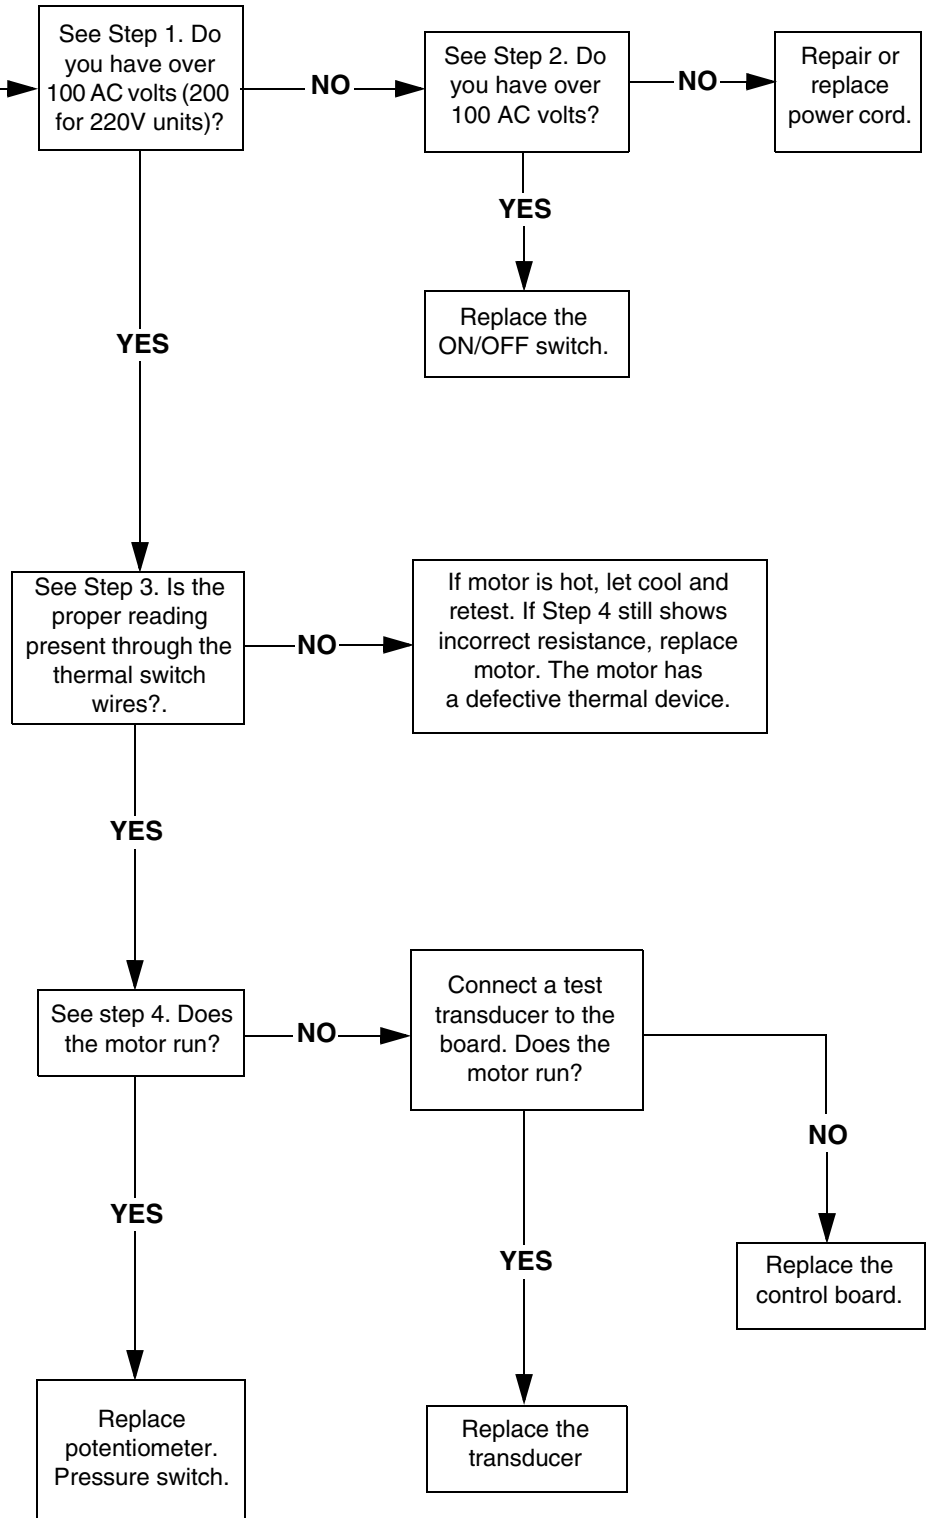 See Step 1. Do
you have over
100 AC volts (200
for 220V units)?
NO
See Step 2. Do
you have over
100 AC volts?
NO
Repair or
replace
power cord.
YES
Replace the
ON/OFF switch.
YES
See Step 3. Is the
proper reading
present through the
thermal switch
wires?.
NO
If motor is hot, let cool and
retest. If Step 4 still shows
incorrect resistance, replace
motor. The motor has
a defective thermal device.
YES
See step 4. Does
the motor run?
NO
Connect a test
transducer to the
board. Does the
motor run?
NO
Replace the
control board.
YES
Replace the
transducer
YES
Replace
potentiometer.
Pressure switch.